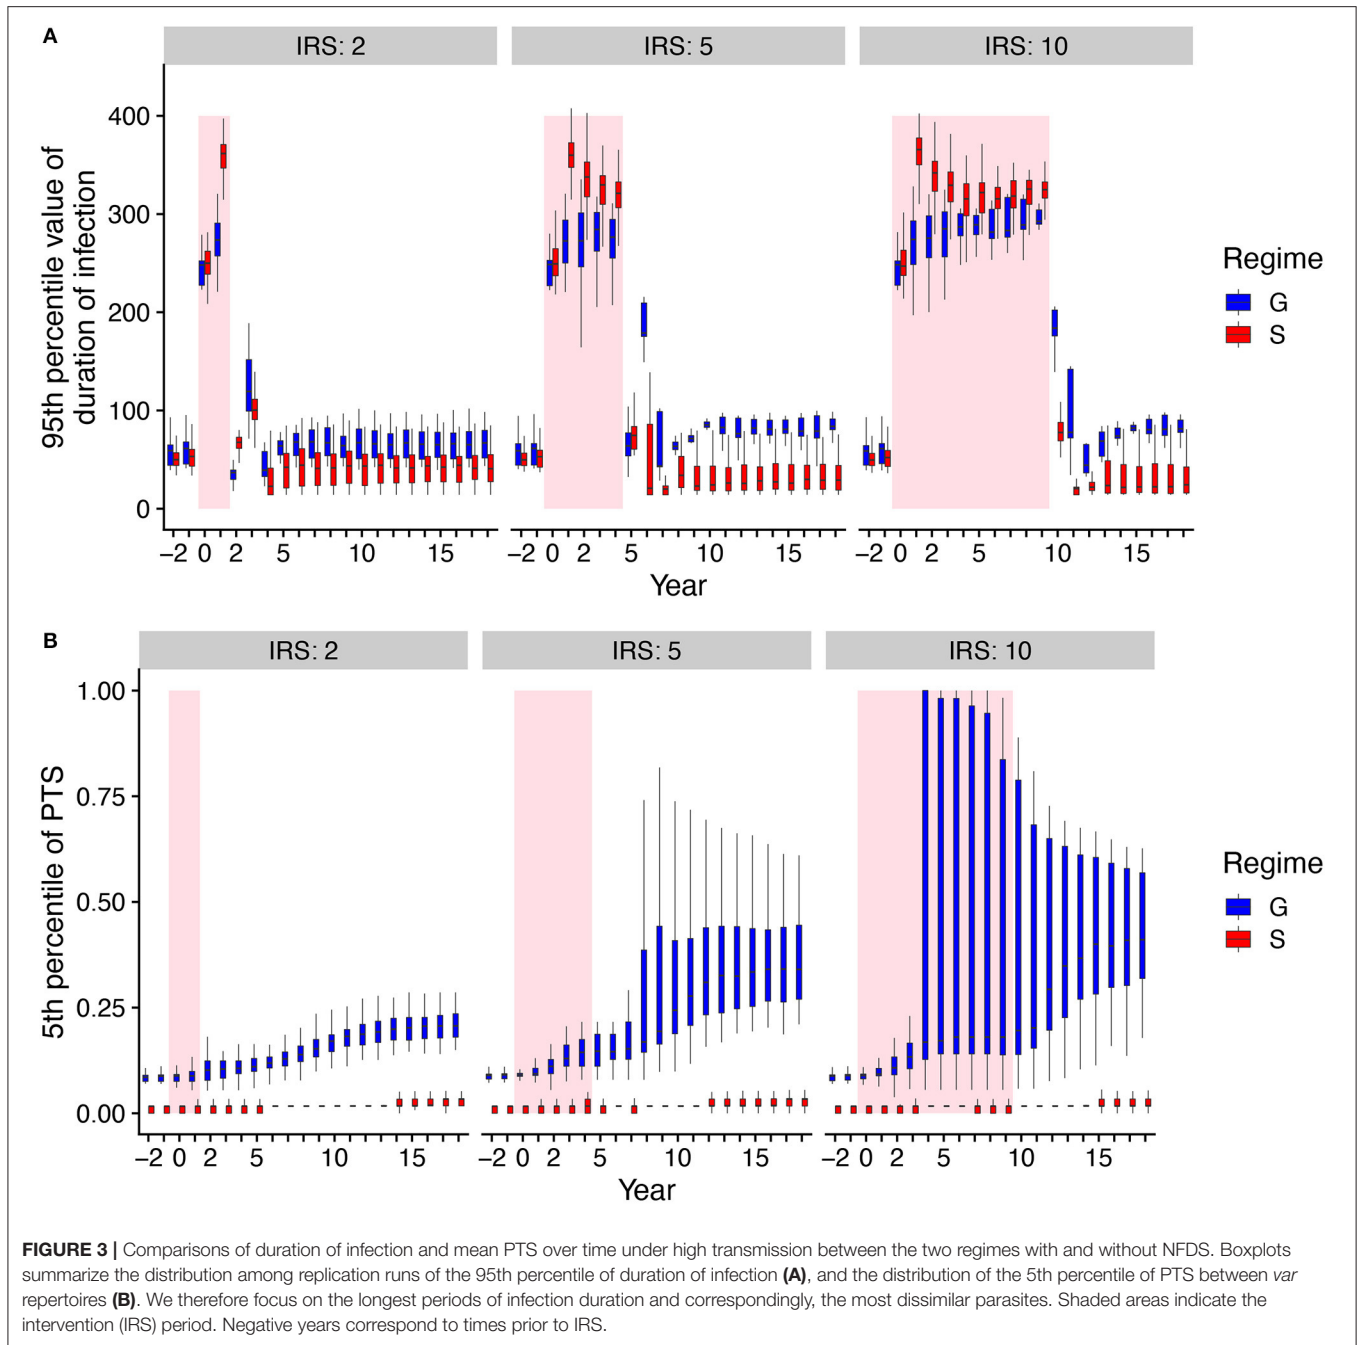 A
IRS: 2
IRS: 5
IRS: 10
95th percentile value of
duration of infection
400
300
200
100
0
−2 0 2 5 10 15
−2 0 2 5 10 15
−2 0 2 5 10 15
Year
Regime
G
S
B
IRS: 2
IRS: 5
IRS: 10
5th percentile of PTS
1.00
0.75
0.50
0.25
0.00
−2 0 2 5 10 15
−2 0 2 5 10 15
−2 0 2 5 10 15
Year
Regime
G
S
FIGURE 3 | Comparisons of duration of infection and mean PTS over time under high transmission between the two regimes with and without NFDS. Boxplots
summarize the distribution among replication runs of the 95th percentile of duration of infection (A), and the distribution of the 5th percentile of PTS between var
repertoires (B). We therefore focus on the longest periods of infection duration and correspondingly, the most dissimilar parasites. Shaded areas indicate the
intervention (IRS) period. Negative years correspond to times prior to IRS.